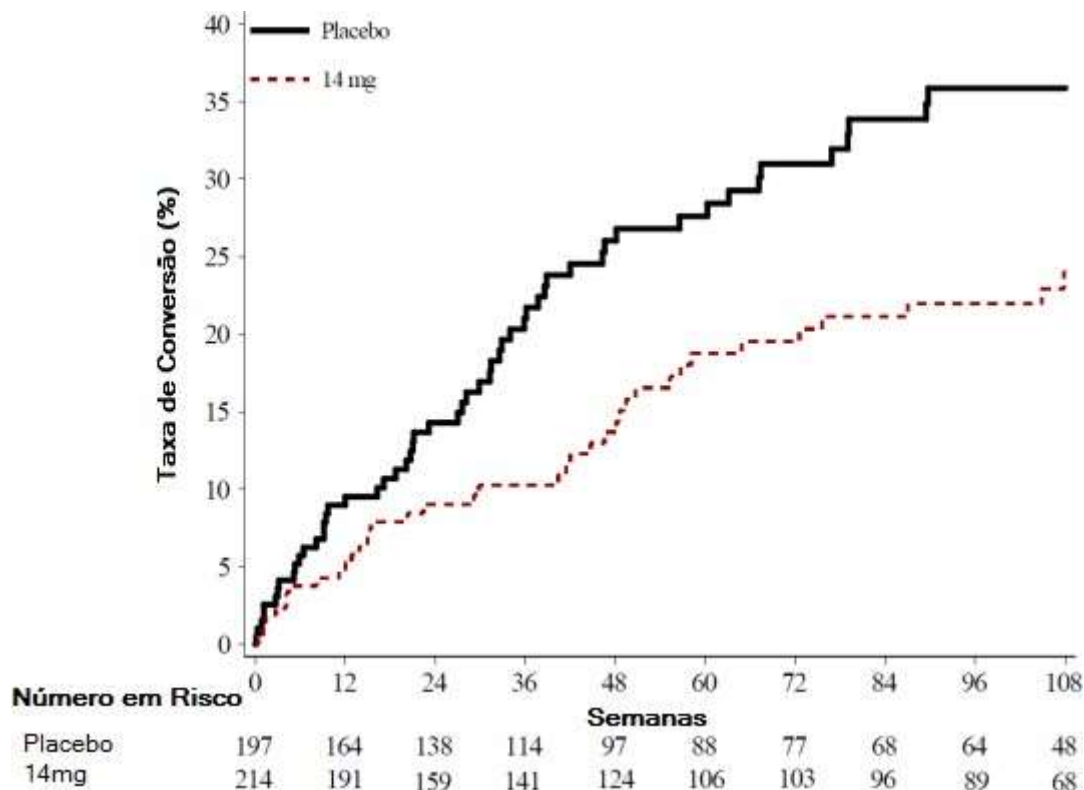 40
Placebo
14 mg
35
30
25
20
15
10
5
0
Taxa de Conversão (%)
0 12 24 36 48 60 72 84 96 108
Número em Risco
Semanas
Placebo 197 164 138 114 97 88 77 68 64 48
14mg 214 191 159 141 124 106 103 96 89 68